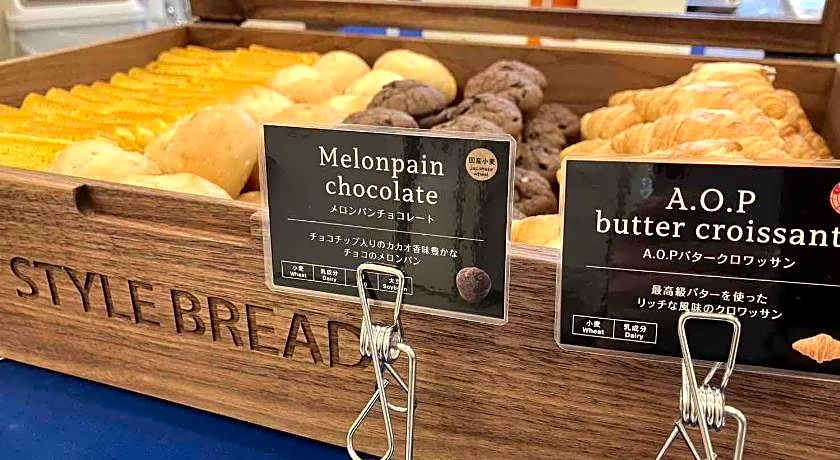 Melonpain
chocolate
国産小麦
Japanese
wheat
メロンパンチョコレート
チョコチップ入りのカカオ香味豊かな
チョコのメロンパン
小麦
Wheat
乳成分
Dairy
大
Soybean
A.O.P
butter croissant
A.O.Pバタークロワッサン
最高級バターを使った
リッチな風味のクロワッサン
小麦
Wheat
乳成分
Dairy
STYLE BREAD